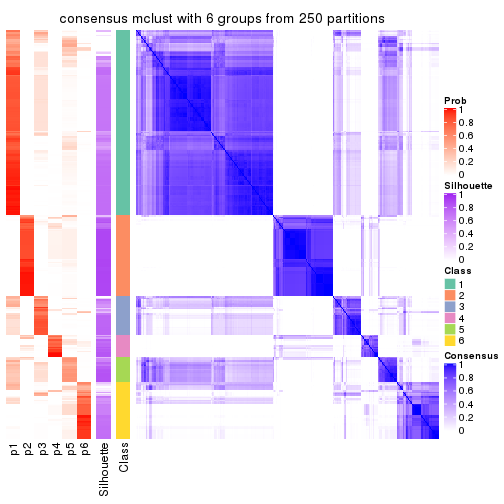 consensus mclust with 6 groups from 250 partitions
Prob
1
0.8
0.6
0.4
0.2
0
Silhouette
1
0.8
0.6
0.4
0.2
0
Class
1
2
3
4
5
6
Consensus
1
0.8
0.6
0.4
0.2
0
p1
p2
p3
p4
p5
p6
Silhouette
Class